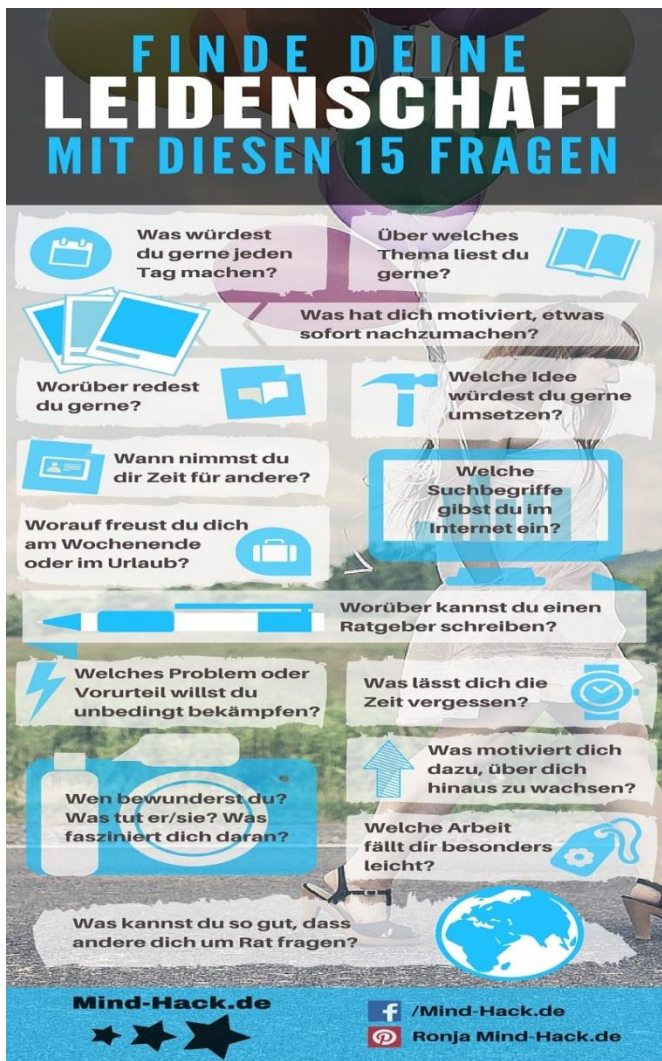 FINDE DEINE
LEIDENSCHAFT
MIT DIESEN 15 FRAGEN
Was würdest
du gerne jeden
Tag machen?
Über welches
Thema liest du
gerne?
Was hat dich motiviert, etwas
sofort nachzumachen?
Worüber redest
du gerne?
Welche Idee
würdest du gerne
umsetzen?
Wann nimmst du
dir Zeit für andere?
Welche
Suchbegriffe
gibst du im
Internet ein?
Worauf freust du dich
am Wochenende
oder im Urlaub?
Worüber kannst du einen
Ratgeber schreiben?
Welches Problem oder
Vorurteil willst du
unbedingt bekämpfen?
Was lässt dich die
Zeit vergessen?
Was motiviert dich
dazu, über dich
hinaus zu wachsen?
Wen bewunderst du?
Was tut er/sie? Was
fasziniert dich daran?
Welche Arbeit
fällt dir besonders
leicht?
Was kannst du so gut, dass
andere dich um Rat fragen?
Mind-Hack.de
f /Mind-Hack.de
Ronja Mind-Hack.de